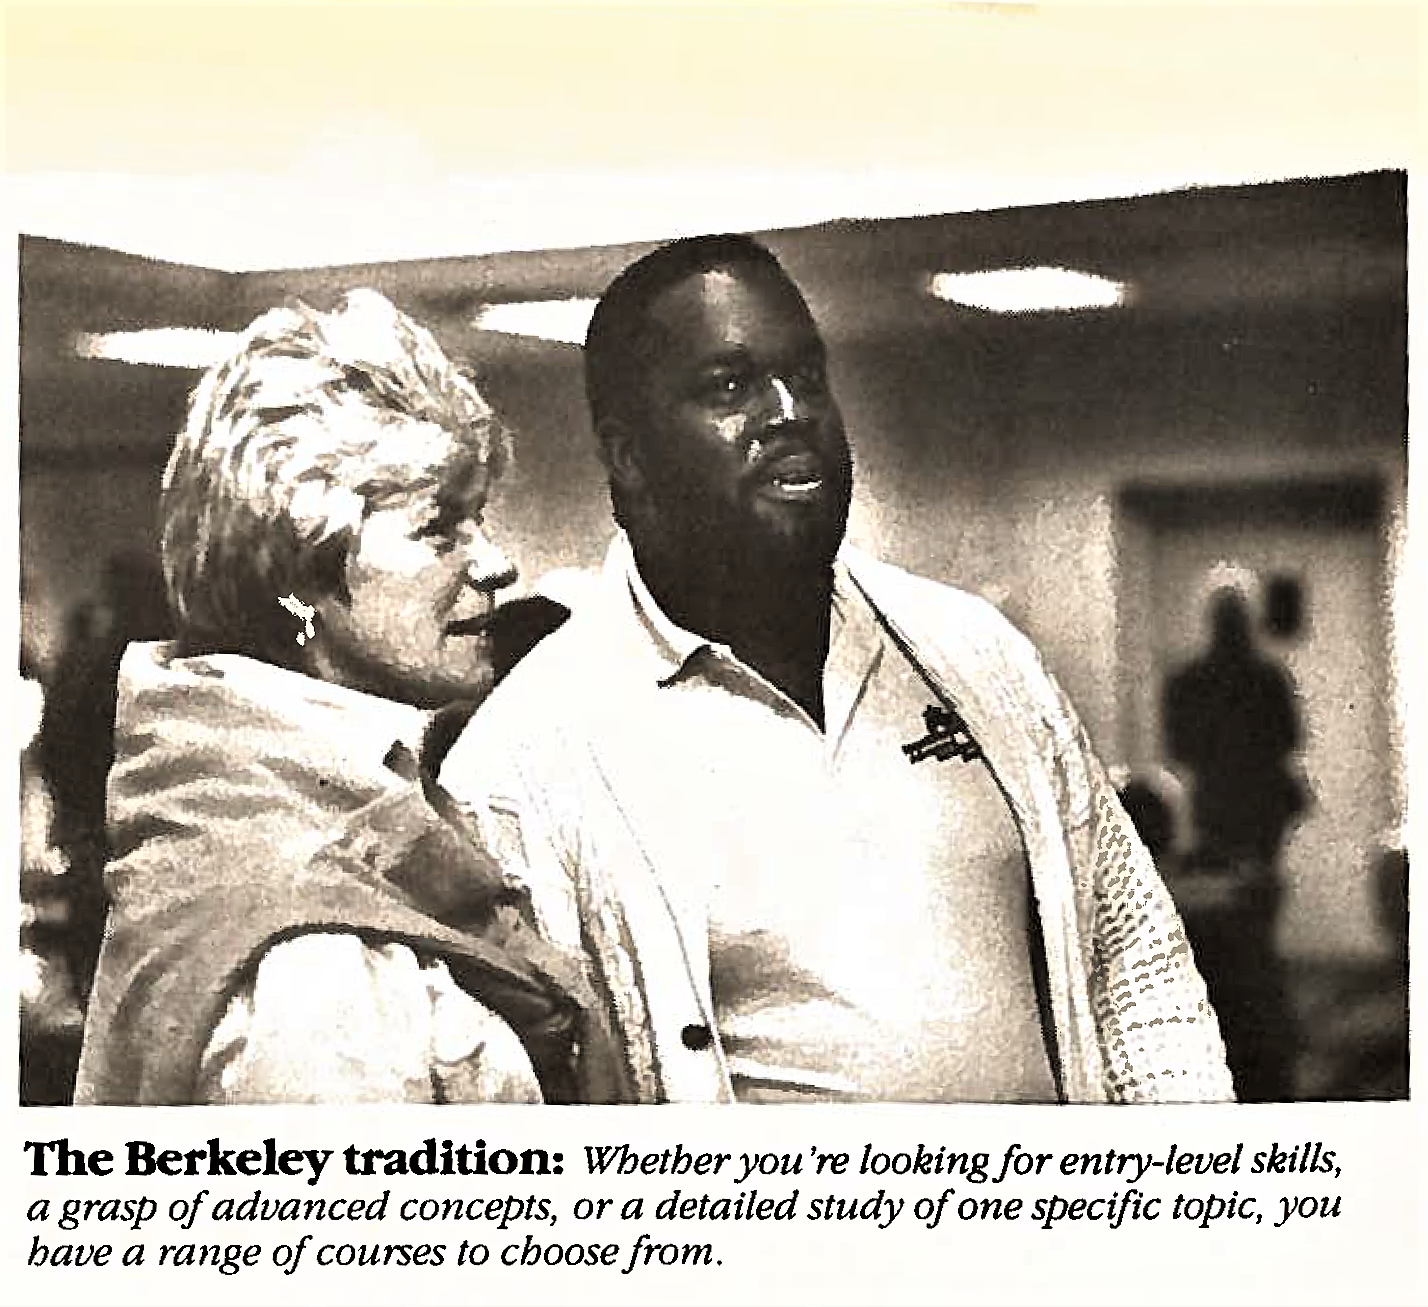 The Berkeley tradition: Whether you're looking for entry-level skills,
a grasp of advanced concepts, or a detailed study of one specific topic, you
have a range of courses to choose from.